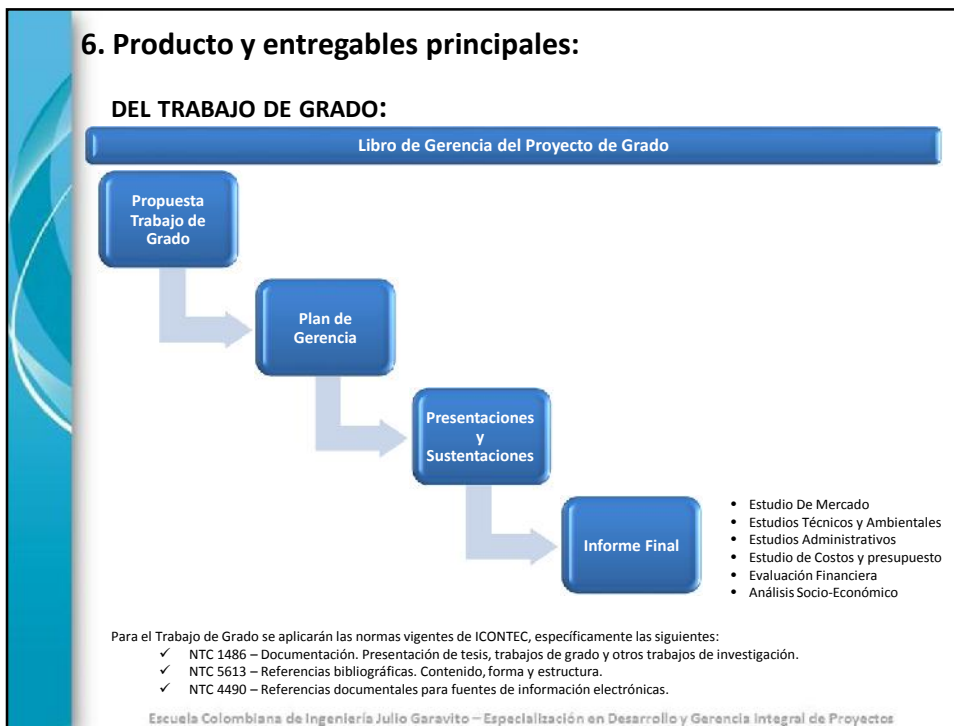 6. Producto y entregables principales:
DEL TRABAJO DE GRADO:
Libro de Gerencia del Proyecto de Grado
Propuesta
Trabajo de
Grado
Plan de
Gerencia
Presentaciones
y
Sustentaciones
Informe Final
• Estudio De Mercado
• Estudios Técnicos y Ambientales
• Estudios Administrativos
• Estudio de Costos y presupuesto
• Evaluación Financiera
• Análisis Socio-Económico
Para el Trabajo de Grado se aplicarán las normas vigentes de ICONTEC, específicamente las siguientes:
✓ NTC 1486 – Documentación. Presentación de tesis, trabajos de grado y otros trabajos de investigación.
✓ NTC 5613 – Referencias bibliográficas. Contenido, forma y estructura.
✓ NTC 4490 – Referencias documentales para fuentes de información electrónicas.
Escuela Colombiana de Ingeniería Julio Garavito – Especialización en Desarrollo y Gerencia Integral de Proyectos